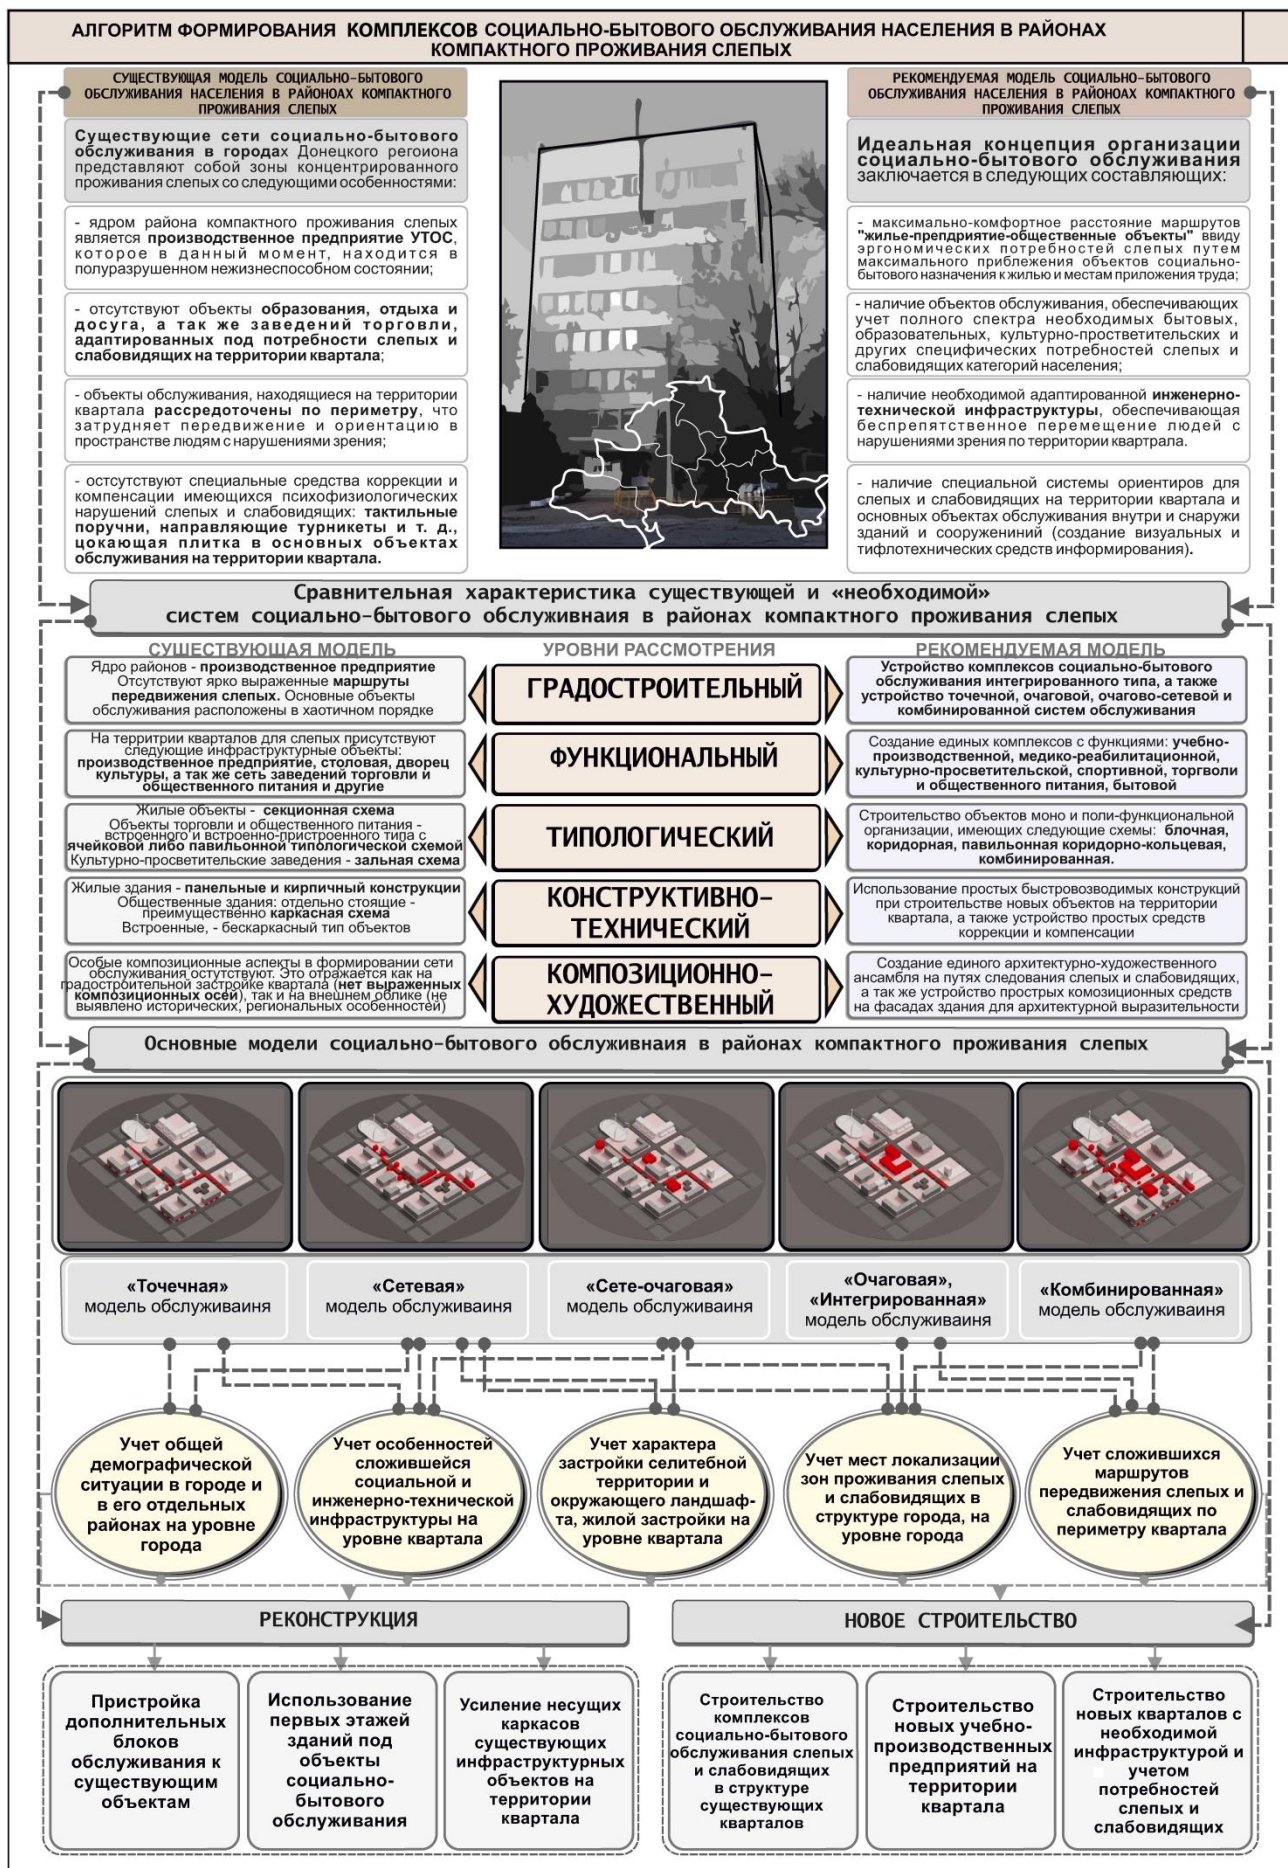 АЛГОРИТМ ФОРМИРОВАНИЯ КОМПЛЕКСОВ СОЦИАЛЬНО-БЫТОВОГО ОБСЛУЖИВАНИЯ НАСЕЛЕНИЯ В РАЙОНАХ
КОМПАКТНОГО ПРОЖИВАНИЯ СЛЕПЫХ
СУЩЕСТВУЮЩАЯ МОДЕЛЬ СОЦИАЛЬНО-БЫТОВОГО
ОБСЛУЖИВАНИЯ НАСЕЛЕНИЯ В РАЙОНОАХ КОМПАКТНОГО
ПРОЖИВАНИЯ СЛЕПЫХ
Существующие сети социально-бытового
обслуживания в городах Донецкого региона
представляют собой зоны концентрированного
проживания слепых со следующими особенностями:
- ядром района компактного проживания слепых
является производственное предприятие УТОС,
которое в данный момент, находится в
полуразрушенном нежизнеспособном состоянии;
- отсутствуют объекты образования, отдыха и
досуга, а так же заведений торговли,
адаптированных под потребности слепых и
слабовидящих на территории квартала;
- объекты обслуживания, находящиеся на территории
квартала рассредоточены по периметру, что
затрудняет передвижение и ориентацию в
пространстве людям с нарушениями зрения;
- остсутствуют специальные средства коррекции и
компенсации имеющихся психофизиологических
нарушений слепых и слабовидящих: тактильные
поручни, направляющие турникеты и т. д.,
цокающая плитка в основных объектах
обслуживания на территории квартала.
РЕКОМЕНДУЕМАЯ МОДЕЛЬ СОЦИАЛЬНО-БЫТОВОГО
ОБСЛУЖИВАНИЯ НАСЕЛЕНИЯ В РАЙОНОАХ КОМПАКТНОГО
ПРОЖИВАНИЯ СЛЕПЫХ
Идеальная концепция организации
социально-бытового обслуживания
заключается в следующих составляющих:
- максимально-комфортное расстояние маршрутов
"жилье-препдриятие-общественные объекты" ввиду
эргономических потребностей слепых путем
максимального приближения объектов социально-
бытового назначения к жилью и местам приложения труда;
- наличие объектов обслуживания, обеспечивающих
учет полного спектра необходимых бытовых,
образовательных, культурно-простветительских и
других специфических потребностей слепых и
слабовидящих категорий населения;
- наличие необходимой адаптированной инженерно-
технической инфраструктуры, обеспечивающая
беспрепятственное перемещение людей с
нарушениями зрения по территории квартрала.
- наличие специальной системы ориентиров для
слепых и слабовидящих на территории квартала и
основных объектах обслуживания внутри и снаружи
зданий и сооруженений (создание визуальных и
тифлотехнических средств информирования).
Сравнительная характеристика существующей и «необходимой»
систем социально-бытового обслуживнаия в районах компактного проживания слепых
СУЩЕСТВУЮЩАЯ МОДЕЛЬ
УРОВНИ РАССМОТРЕНИЯ
РЕКОМЕНДУЕМАЯ МОДЕЛЬ
Ядро районов - производственное предприятие
Отсутствуют ярко выраженные маршруты
передвижения слепых. Основные объекты
обслуживания расположены в хаотичном порядке
ГРАДОСТРОИТЕЛЬНЫЙ
Устройство комплексов социально-бытового
обслуживания интегрированного типа, а также
устройство точечной, очаговой, очагово-сетевой и
комбинированной систем обслуживания
На территрии кварталов для слепых присутствуют
следующие инфраструктурные объекты:
производственное предприятие, столовая, дворец
культуры, а так же сеть заведений торговли и
общественного питания и другие
ФУНКЦИОНАЛЬНЫЙ
Создание единых комплексов с функциями: учебно-
производственной, медико-реабилитационной,
культурно-просветительской, спортивной, торгволи
и общественного питания, бытовой
Жилые объекты - секционная схема
Объекты торговли и общественного питания -
встроенного и встроенно-пристроенного типа с
ячейковой либо павильонной типологической схемой
Культурно-просветительские заведения - зальная схема
ТИПОЛОГИЧЕСКИЙ
Строительство объектов моно и поли-функциональной
организации, имеющих следующие схемы: блочная,
коридорная, павильонная коридорно-кольцевая,
комбинированная.
Жилые здания - панельные и кирпичный конструкции
Общественные здания: отдельно стоящие -
преимущественно каркасная схема
Встроенные, - бескаркасный тип объектов
КОНСТРУКТИВНО-
ТЕХНИЧЕСКИЙ
Использование простых быстровозводимых конструкций
при строительстве новых объектов на территории
квартала, а также устройство простых средств
коррекции и компенсации
Особые композиционные аспекты в формировании сети
обслуживания остутствуют. Это отражается как на
градостроительной застройке квартала (нет выраженных
композиционных осей), так и на внешнем облике (не
выявлено исторических, региональных особенностей)
КОМПОЗИЦИОННО-
ХУДОЖЕСТВЕННЫЙ
Создание единого архитектурно-художественного
ансамбля на путях следования слепых и слабовидящих,
а так же устройство прострых комозиционных средств
на фасадах здания для архитектурной выразительности
Основные модели социально-бытового обслуживнаия в районах компактного проживания слепых
«Точечная»
модель обслуживаиня
«Сетевая»
модель обслуживаиня
«Сете-очаговая»
модель обслуживаиня
«Очаговая»,
«Интегрированная»
модель обслуживаиня
«Комбинированная»
модель обслуживаиня
Учет общей
демографической
ситуации в городе и
в его отдельных
районах на уровне
города
Учет особенностей
сложившейся
социальной и
инженерно-технической
инфраструктуры на
уровне квартала
Учет характера
застройки селитебной
территории и
окружающего ландшаф-
та, жилой застройки на
уровне квартала
Учет мест локализации
зон проживания слепых
и слабовидящих в
структуре города, на
уровне города
Учет сложившихся
маршрутов
передвижения слепых и
слабовидящих по
периметру квартала
РЕКОНСТРУКЦИЯ
НОВОЕ СТРОИТЕЛЬСТВО
Пристройка
дополнительных
блоков
обслуживания к
существующим
объектам
Использование
первых этажей
зданий под
объекты
социально-
бытового
обслуживания
Усиление несущих
каркасов
существующих
инфраструктурных
объектов на
территории
квартала
Строительство
комплексов
социально-бытового
обслуживания слепых
и слабовидящих
в структуре
существующих
кварталов
Строительство
новых учебно-
производственных
предприятий на
территории
квартала
Строительство
новых кварталов с
необходимой
инфраструктурой и
учетом
потребностей
слепых и
слабовидящих